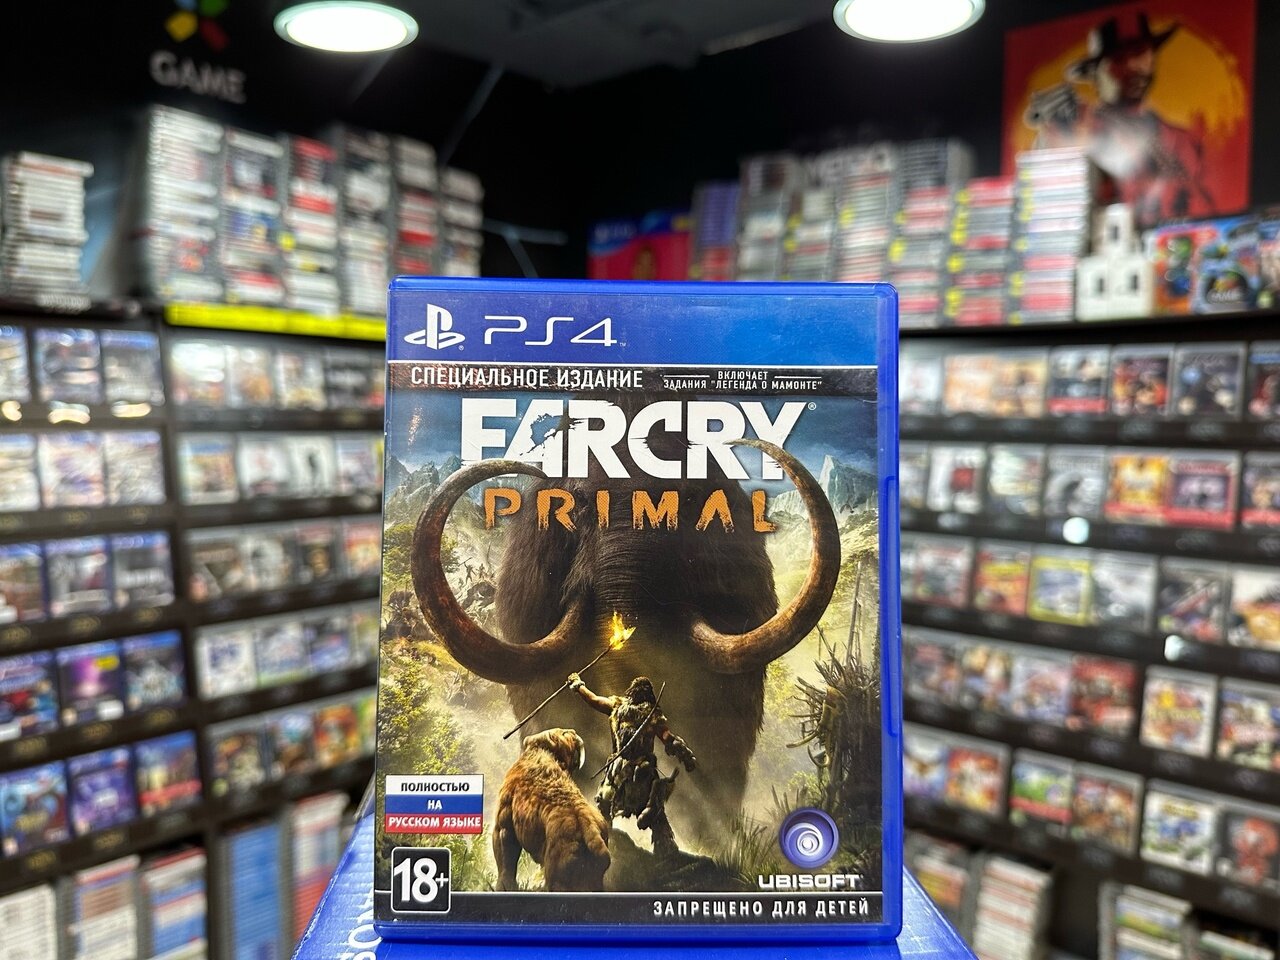 GAME
PS4
СПЕЦИАЛЬНОЕ ИЗДАНИЕ
ВКЛЮЧАЕТ
ЗАДАНИЯ "ЛЕГЕНДА О МАМОНТЕ"
FARCRY®
PRIMAL
ПОЛНОСТЬЮ
НА
РУССКОМ ЯЗЫКЕ
18+
UBISOFT
ЗАПРЕЩЕНО ДЛЯ ДЕТЕЙ